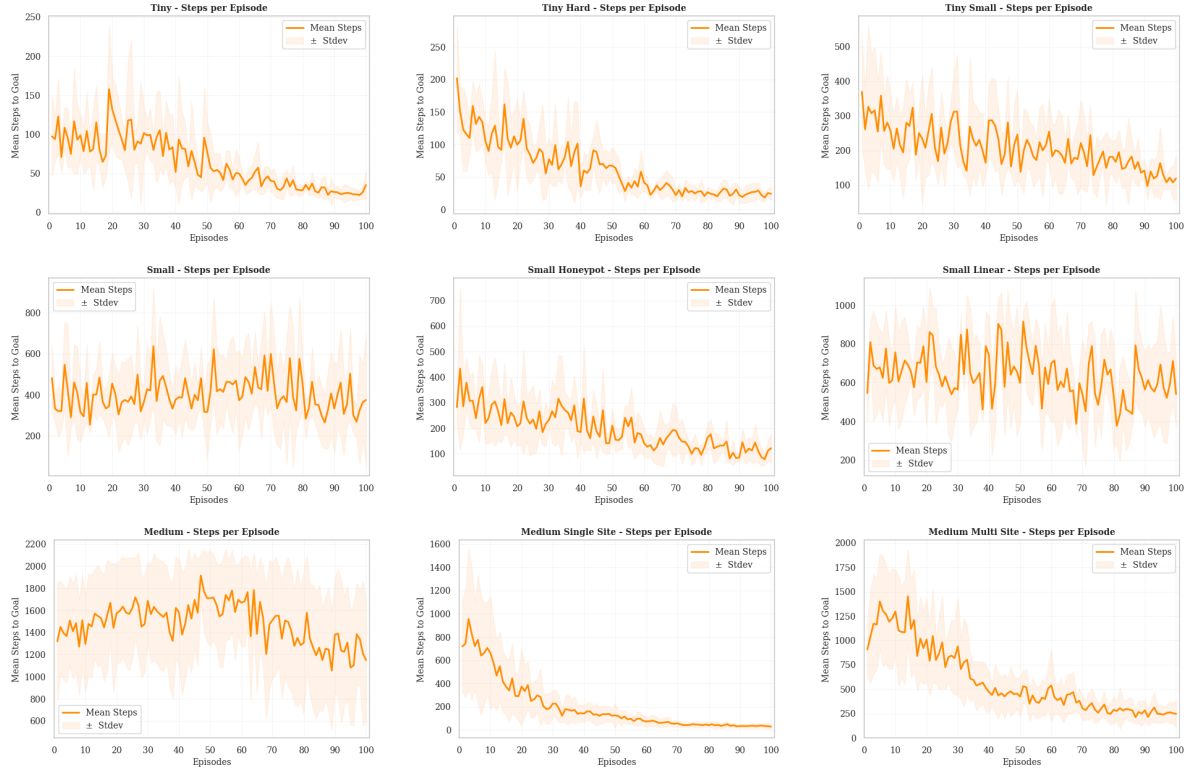 Tiny - Steps per Episode
Mean Steps to Goal
250
200
150
100
50
0
Mean Steps
± Stdev
0 10 20 30 40 50 60 70 80 90 100
Episodes
Tiny Hard - Steps per Episode
Mean Steps to Goal
250
200
150
100
50
0
Mean Steps
± Stdev
0 10 20 30 40 50 60 70 80 90 100
Episodes
Tiny Small - Steps per Episode
Mean Steps to Goal
500
400
300
200
100
Mean Steps
± Stdev
0 10 20 30 40 50 60 70 80 90 100
Episodes
Small - Steps per Episode
Mean Steps to Goal
800
600
400
200
Mean Steps
± Stdev
0 10 20 30 40 50 60 70 80 90 100
Episodes
Small Honeypot - Steps per Episode
Mean Steps to Goal
700
600
500
400
300
200
100
Mean Steps
± Stdev
0 10 20 30 40 50 60 70 80 90 100
Episodes
Small Linear - Steps per Episode
Mean Steps to Goal
1000
800
600
400
200
Mean Steps
± Stdev
0 10 20 30 40 50 60 70 80 90 100
Episodes
Medium - Steps per Episode
Mean Steps to Goal
2200
2000
1800
1600
1400
1200
1000
800
600
Mean Steps
± Stdev
0 10 20 30 40 50 60 70 80 90 100
Episodes
Medium Single Site - Steps per Episode
Mean Steps to Goal
1600
1400
1200
1000
800
600
400
200
0
Mean Steps
± Stdev
0 10 20 30 40 50 60 70 80 90 100
Episodes
Medium Multi Site - Steps per Episode
Mean Steps to Goal
2000
1750
1500
1250
1000
750
500
250
0
Mean Steps
± Stdev
0 10 20 30 40 50 60 70 80 90 100
Episodes